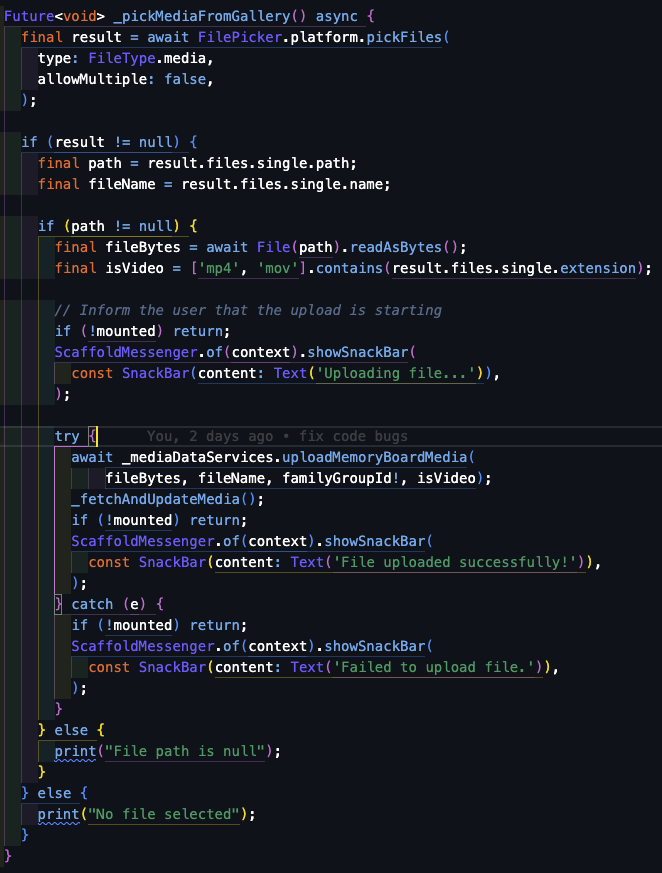 Future<void> _pickMediaFromGallery() async {
  final result = await FilePicker.platform.pickFiles(
    type: FileType.media,
    allowMultiple: false,
  );

  if (result != null) {
    final path = result.files.single.path;
    final fileName = result.files.single.name;

    if (path != null) {
      final fileBytes = await File(path).readAsBytes();
      final isVideo = ['mp4', 'mov'].contains(result.files.single.extension);

      // Inform the user that the upload is starting
      if (!mounted) return;
      ScaffoldMessenger.of(context).showSnackBar(
        const SnackBar(content: Text('Uploading file...')),
      );

      try {      You, 2 days ago • fix code bugs
        await _mediaDataServices.uploadMemoryBoardMedia(
            fileBytes, fileName, familyGroupId!, isVideo);
        _fetchAndUpdateMedia();
        if (!mounted) return;
        ScaffoldMessenger.of(context).showSnackBar(
          const SnackBar(content: Text('File uploaded successfully!')),
        );
      } catch (e) {
        if (!mounted) return;
        ScaffoldMessenger.of(context).showSnackBar(
          const SnackBar(content: Text('Failed to upload file.')),
        );
      }
    } else {
      print("File path is null");
    }
  } else {
    print("No file selected");
  }
}